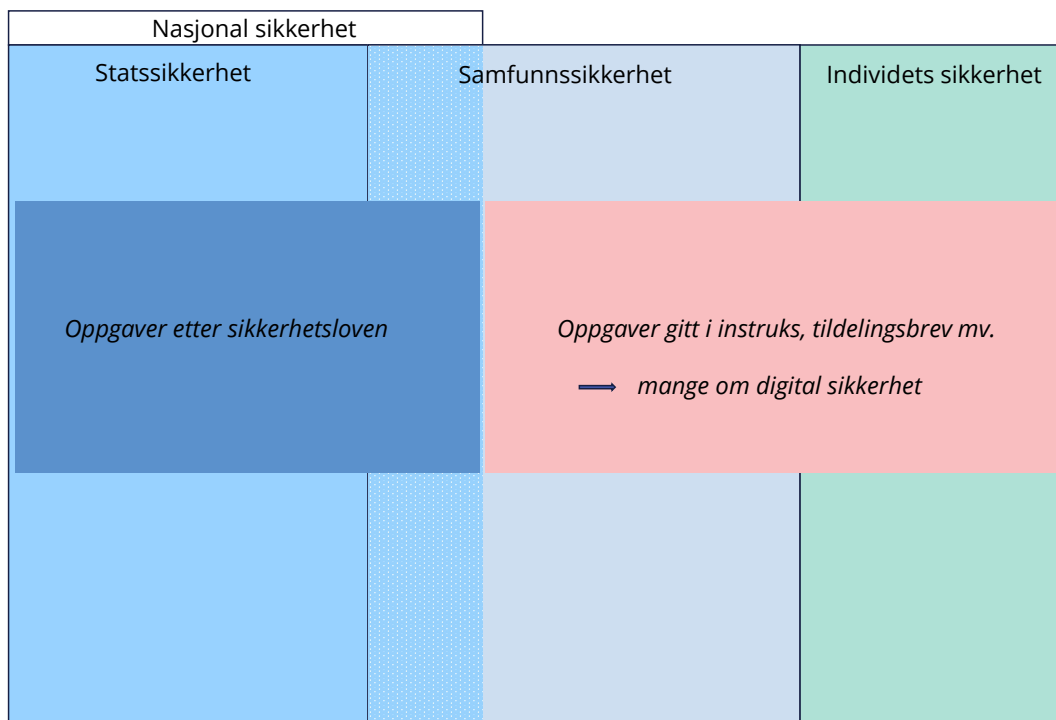 Nasjonal sikkerhet
Statssikkerhet
Samfunnssikkerhet
Individets sikkerhet
Oppgaver etter sikkerhetsloven
Oppgaver gitt i instruks, tildelingsbrev mv.
mange om digital sikkerhet